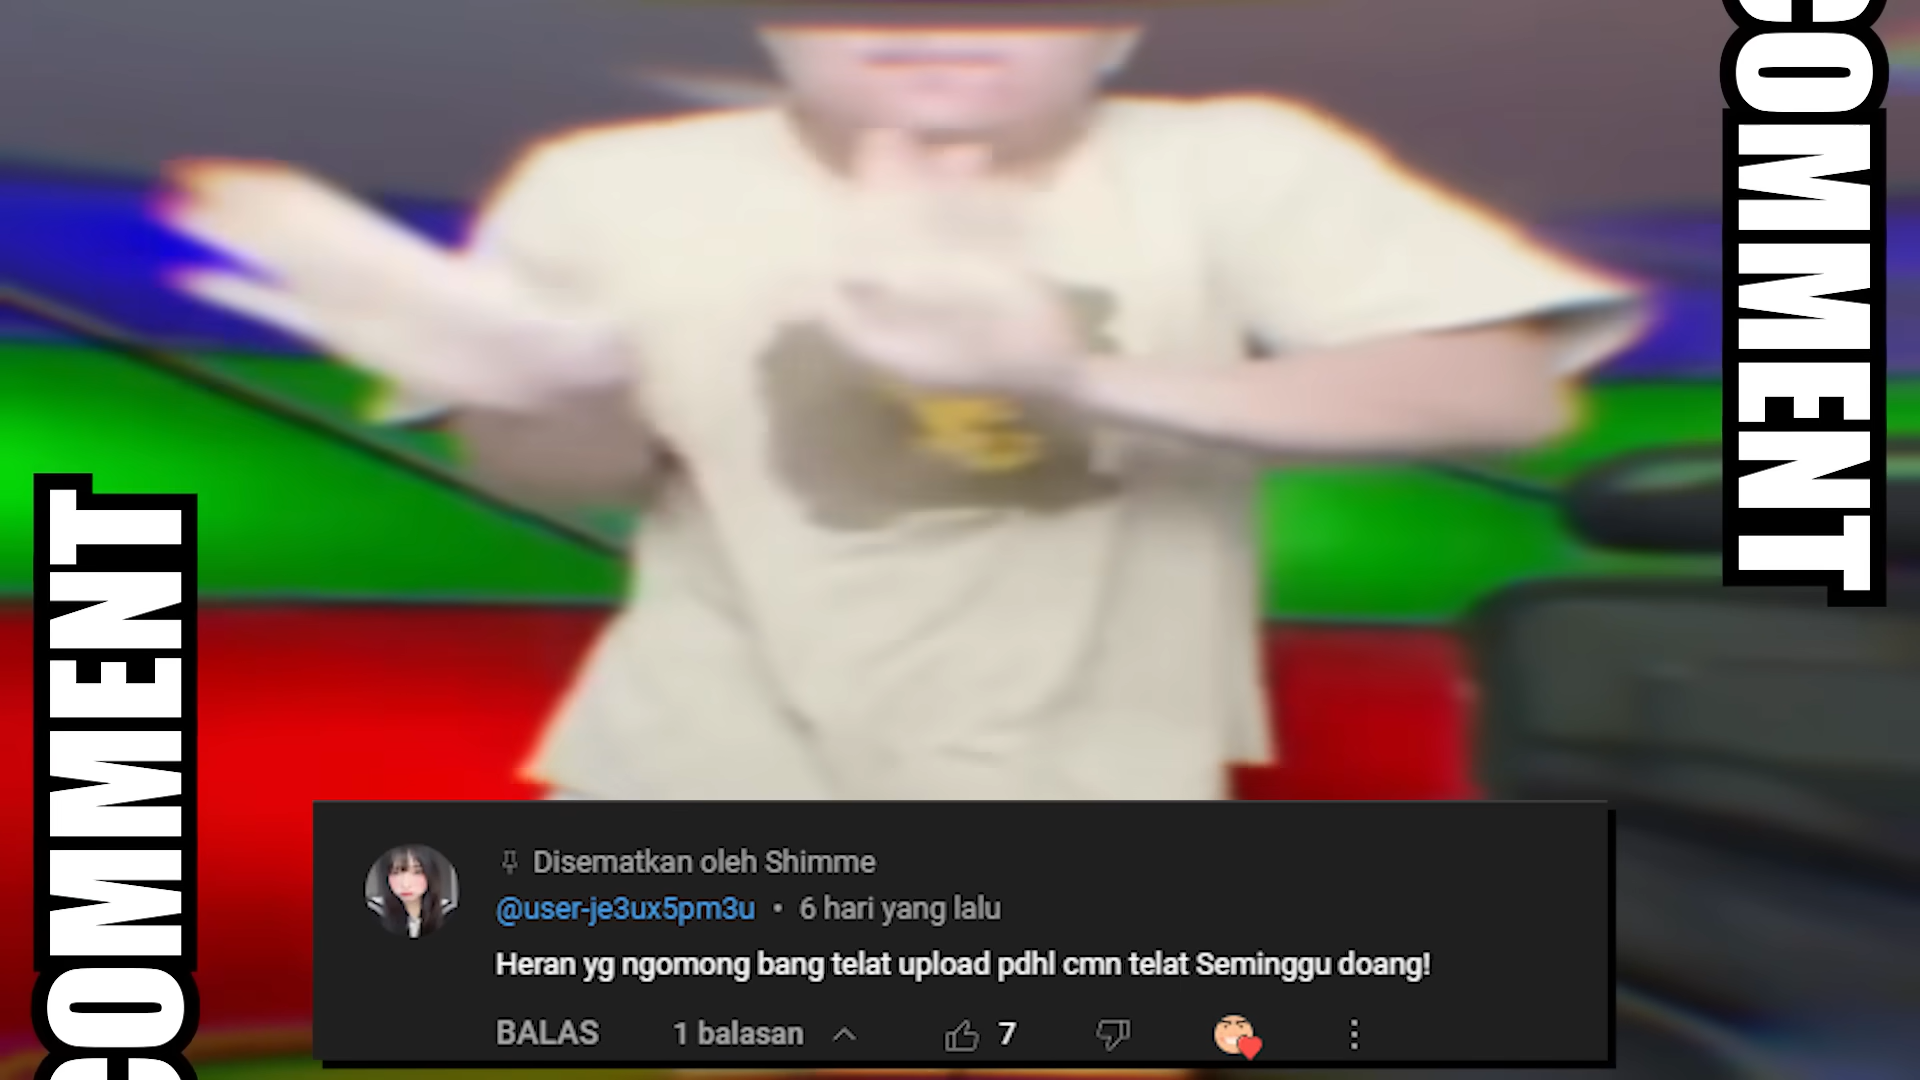 COMMENT
COMMENT
Disematkan oleh Shimme
@user-je3ux5pm3u • 6 hari yang lalu
Heran yg ngomong bang telat upload pdhl cmn telat Seminggu doang!
BALAS 1 balasan 7